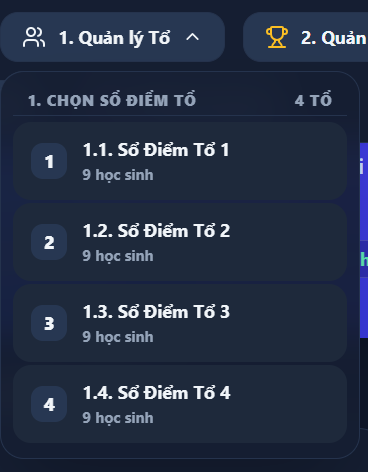 1. Quản lý Tổ
2. Quản
1. CHỌN SỔ ĐIỂM TỔ 4 TỔ
1 1.1. Sổ Điểm Tổ 1
9 học sinh
2 1.2. Sổ Điểm Tổ 2
9 học sinh
3 1.3. Sổ Điểm Tổ 3
9 học sinh
4 1.4. Sổ Điểm Tổ 4
9 học sinh